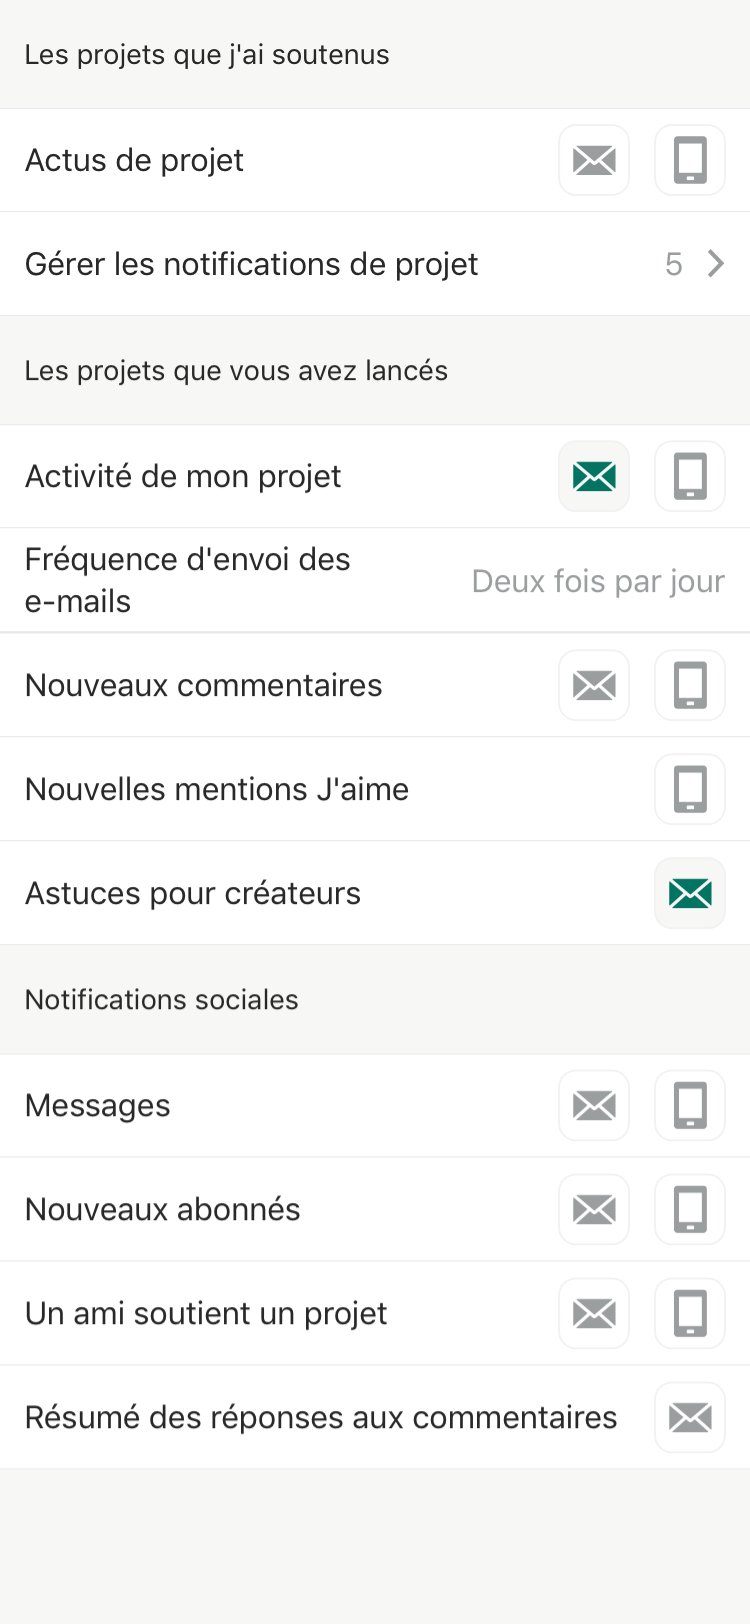 Les projets que j'ai soutenus
Actus de projet
Gérer les notifications de projet 5
Les projets que vous avez lancés
Activité de mon projet
Fréquence d'envoi des
e-mails
Deux fois par jour
Nouveaux commentaires
Nouvelles mentions J'aime
Astuces pour créateurs
Notifications sociales
Messages
Nouveaux abonnés
Un ami soutient un projet
Résumé des réponses aux commentaires